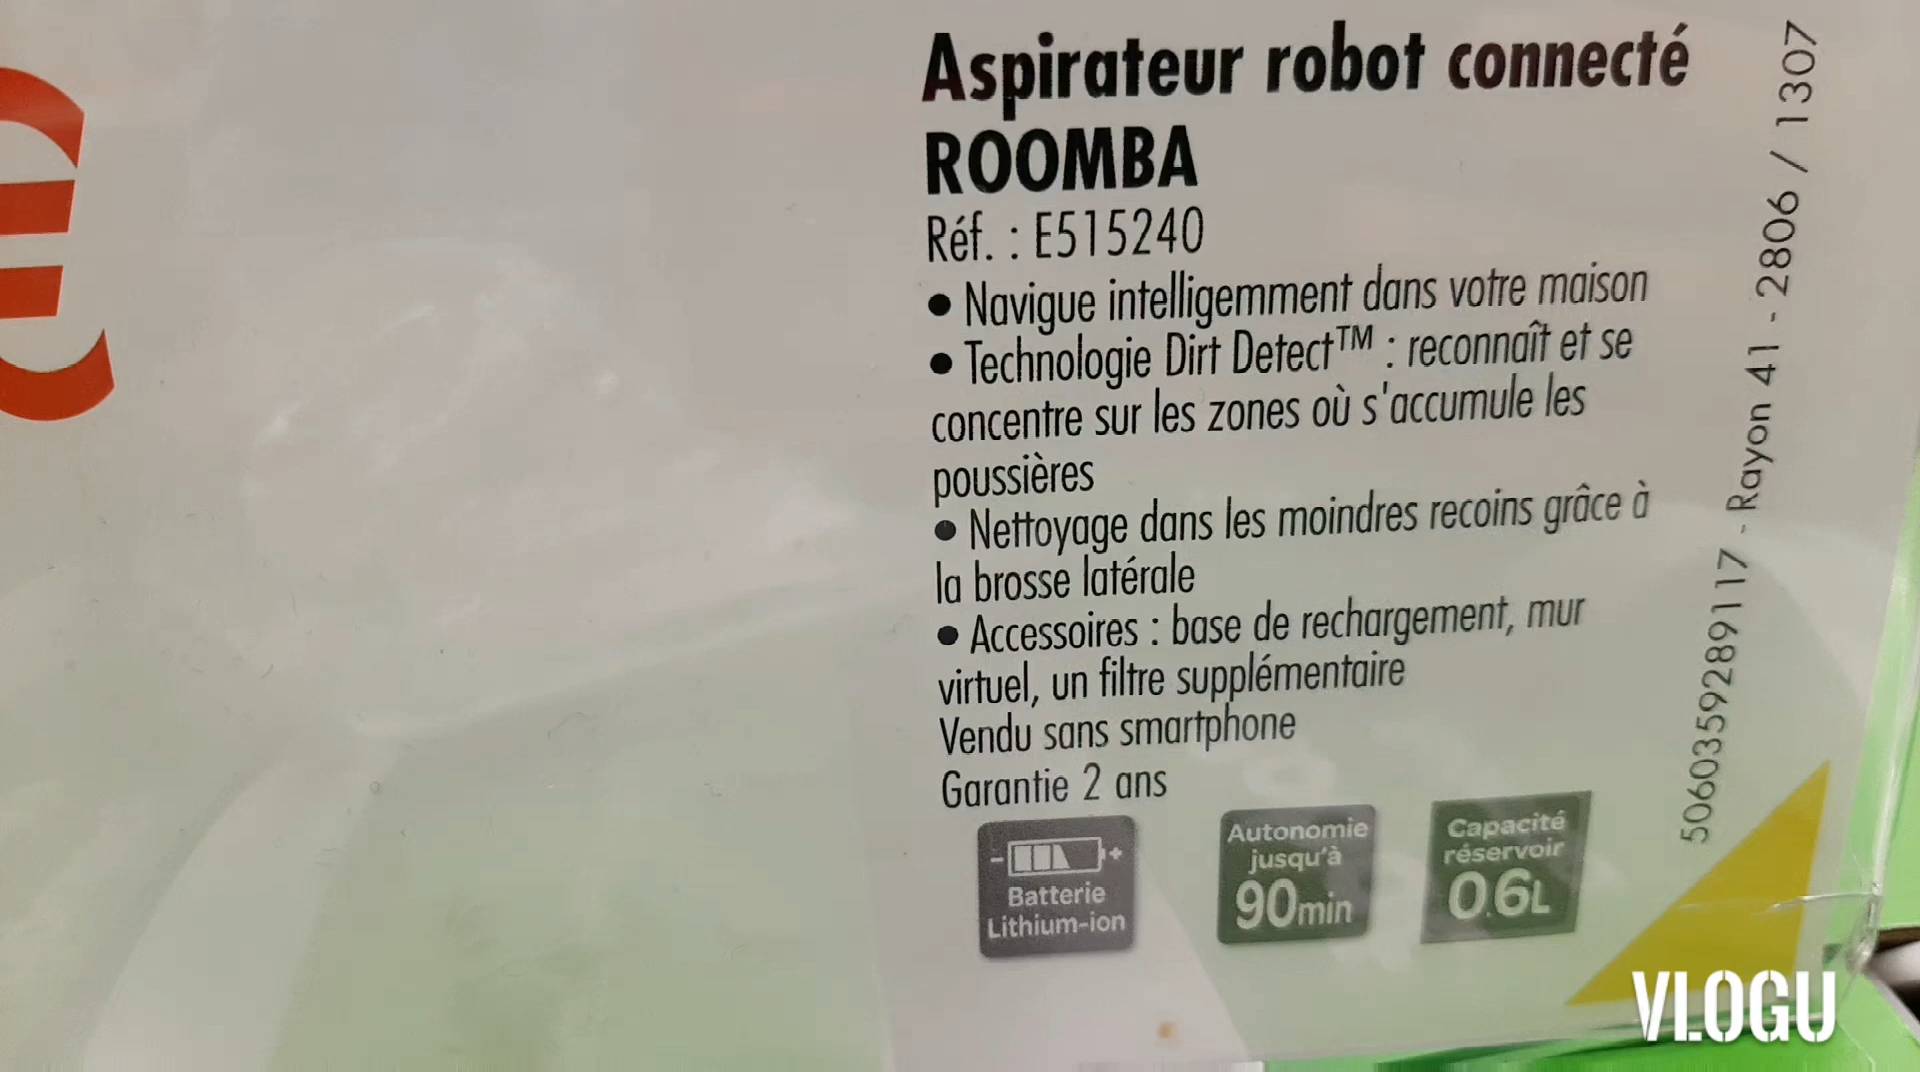 Aspirateur robot connecté
ROOMBA
Réf. : E515240
• Navigue intelligemment dans votre maison
• Technologie Dirt Detect™ : reconnaît et se
concentre sur les zones où s'accumule les
poussières
• Nettoyage dans les moindres recoins grâce à
la brosse latérale
• Accessoires : base de rechargement, mur
virtuel, un filtre supplémentaire
Vendu sans smartphone
Garantie 2 ans
- +
Batterie
Lithium-ion
Autonomie
jusqu'à
90min
Capacité
réservoir
0.6L
5060359289117 - Rayon 41 - 2806 / 1307
VLOGU